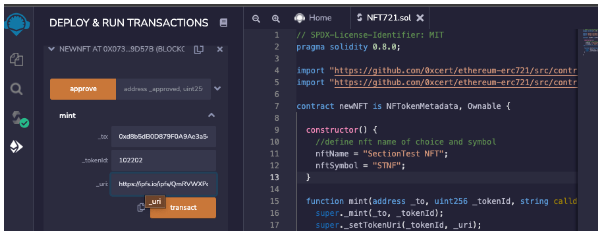 DEPLOY & RUN TRANSACTIONS
NEWNFT AT 0X073...9D57B (BLOCKC
approve
address _approved, uint25
mint
_to:
0xd8b5dB0D879F0A9Ae3a54
_tokenId:
102202
_uri:
https://ipfs.io/ipfs/QmRVWXPc
_uri
transact
Home
NFT721.sol
1 // SPDX-License-Identifier: MIT
2 pragma solidity 0.8.0;
3
4 import "https://github.com/0xcert/ethereum-erc721/src/contr
5 import "https://github.com/0xcert/ethereum-erc721/src/contr
6
7 contract newNFT is NFTokenMetadata, Ownable {
8
9 constructor() {
10 //define nft name of choice and symbol
11 nftName = "SectionTest NFT";
12 nftSymbol = "STNF";
13 }
14
15 function mint(address _to, uint256 _tokenId, string calld
16 super._mint(_to, _tokenId);
17 super._setTokenUri(_tokenId, _uri);